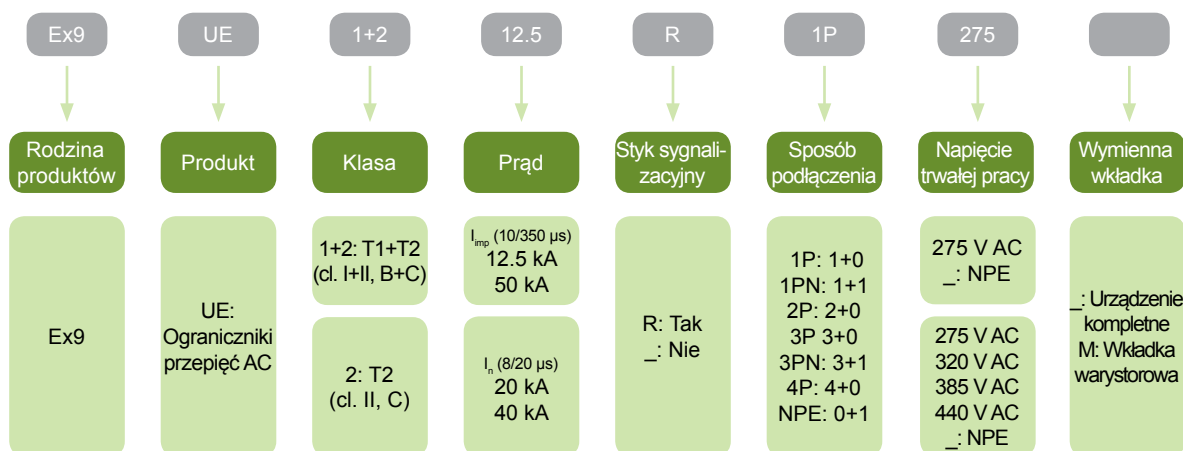 Ex9
UE
1+2
12.5
R
1P
275
Rodzina
produktów
Produkt
Klasa
Prąd
Styk sygnali-
zacyjny
Sposób
podłączenia
Napięcie
trwałej pracy
Wymienna
wkładka
Ex9
UE:
Ograniczniki
przepięć AC
1+2: T1+T2
(cl. I+II, B+C)
2: T2
(cl. II, C)
Iimp (10/350 µs)
12.5 kA
50 kA
In (8/20 µs)
20 kA
40 kA
R: Tak
_: Nie
1P: 1+0
1PN: 1+1
2P: 2+0
3P 3+0
3PN: 3+1
4P: 4+0
NPE: 0+1
275 V AC
_: NPE
275 V AC
320 V AC
385 V AC
440 V AC
_: NPE
_: Urządzenie
kompletne
M: Wkładka
warystorowa